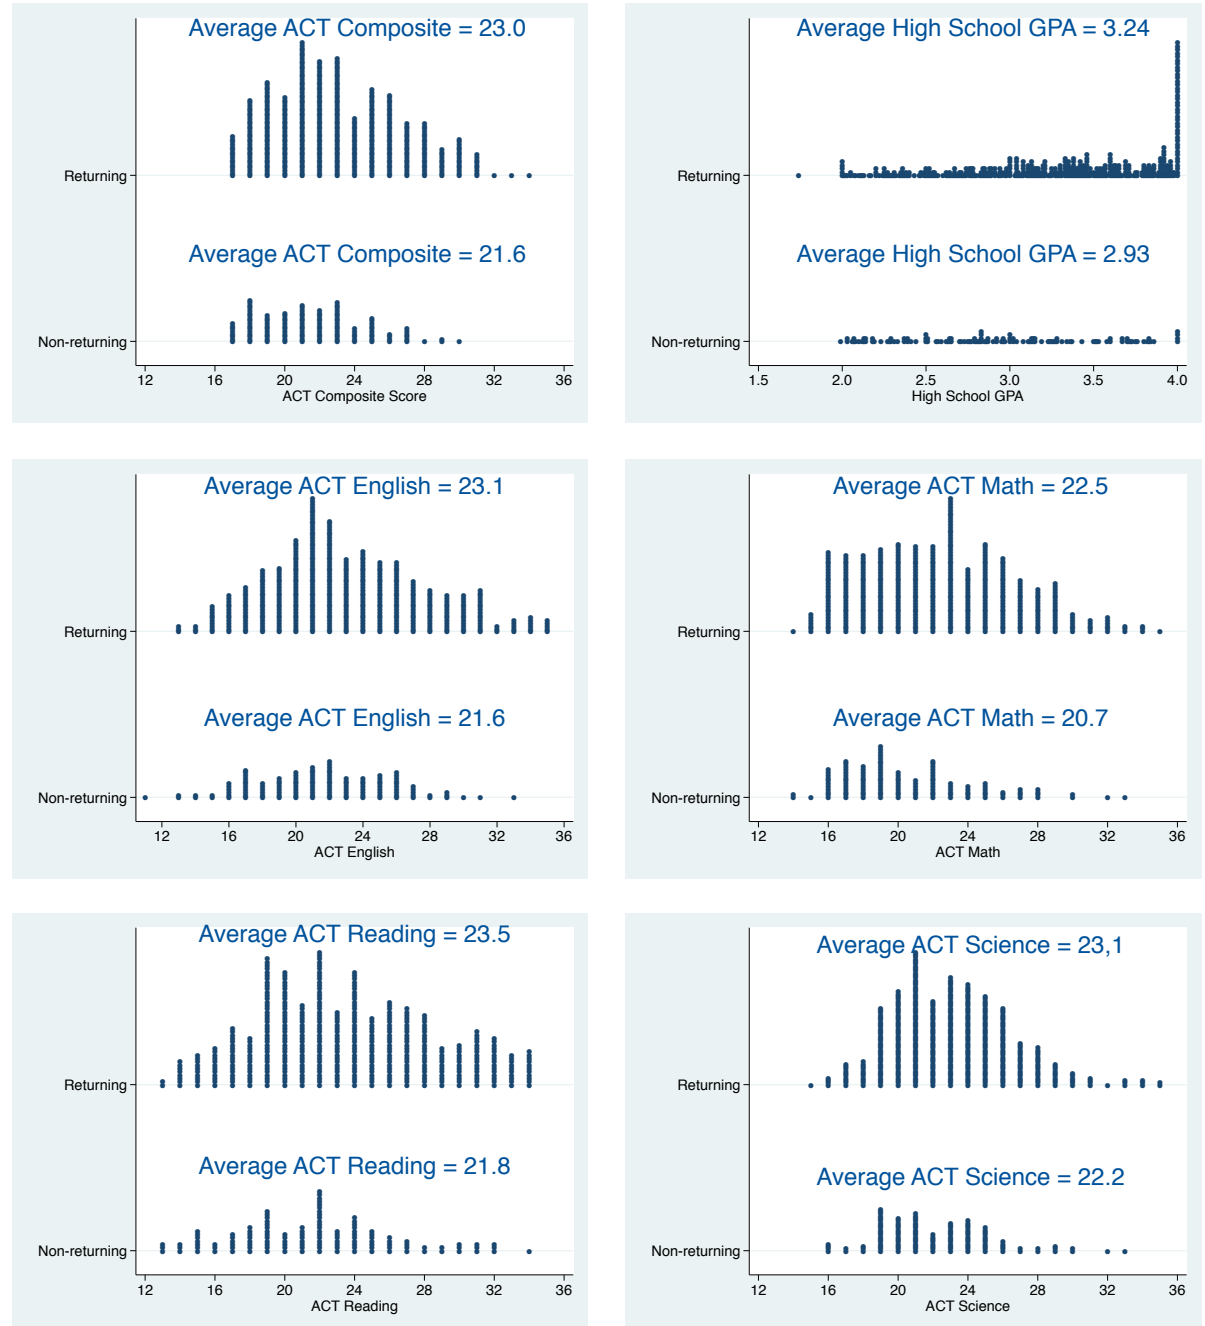 Average ACT Composite = 23.0
Returning
Average ACT Composite = 21.6
Non-returning
12 16 20 24 28 32 36
ACT Composite Score
Average High School GPA = 3.24
Returning
Average High School GPA = 2.93
Non-returning
1.5 2.0 2.5 3.0 3.5 4.0
High School GPA
Average ACT English = 23.1
Returning
Average ACT English = 21.6
Non-returning
12 16 20 24 28 32 36
ACT English
Average ACT Math = 22.5
Returning
Average ACT Math = 20.7
Non-returning
12 16 20 24 28 32 36
ACT Math
Average ACT Reading = 23.5
Returning
Average ACT Reading = 21.8
Non-returning
12 16 20 24 28 32 36
ACT Reading
Average ACT Science = 23,1
Returning
Average ACT Science = 22.2
Non-returning
12 16 20 24 28 32 36
ACT Science